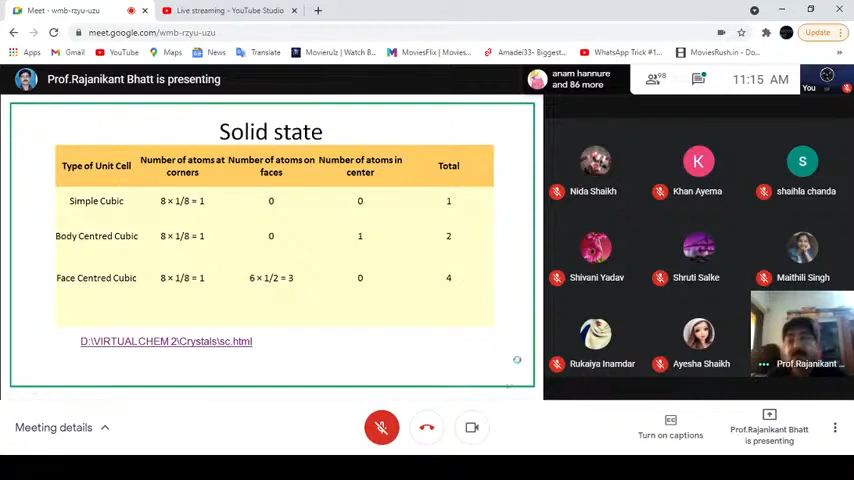 Meet - wmb-rzyu-uzu
Live streaming - YouTube Studio
meet.google.com/wmb-rzyu-uzu
Update
Apps
Gmail
YouTube
Maps
News
Translate
Movierulz | Watch B...
MoviesFlix | Movies...
Amadei33- Biggest...
WhatsApp Trick #1...
MoviesRush.in - Do...
Prof.Rajanikant Bhatt is presenting
anam hannure
and 86 more
98
11:15 AM
You
Solid state
Type of Unit Cell
Number of atoms at corners
Number of atoms on faces
Number of atoms in center
Total
Simple Cubic 8 × 1/8 = 1 0 0 1
Body Centred Cubic 8 × 1/8 = 1 0 1 2
Face Centred Cubic 8 × 1/8 = 1 6 × 1/2 = 3 0 4
D:\VIRTUAL CHEM 2\Crystals\sc.html
Nida Shaikh
K
Khan Ayema
S
shaihla chanda
Shivani Yadav
Shruti Salke
Maithili Singh
Rukaiya Inamdar
Ayesha Shaikh
Prof.Rajanikant ...
Meeting details
Turn on captions
Prof.Rajanikant Bhatt
is presenting